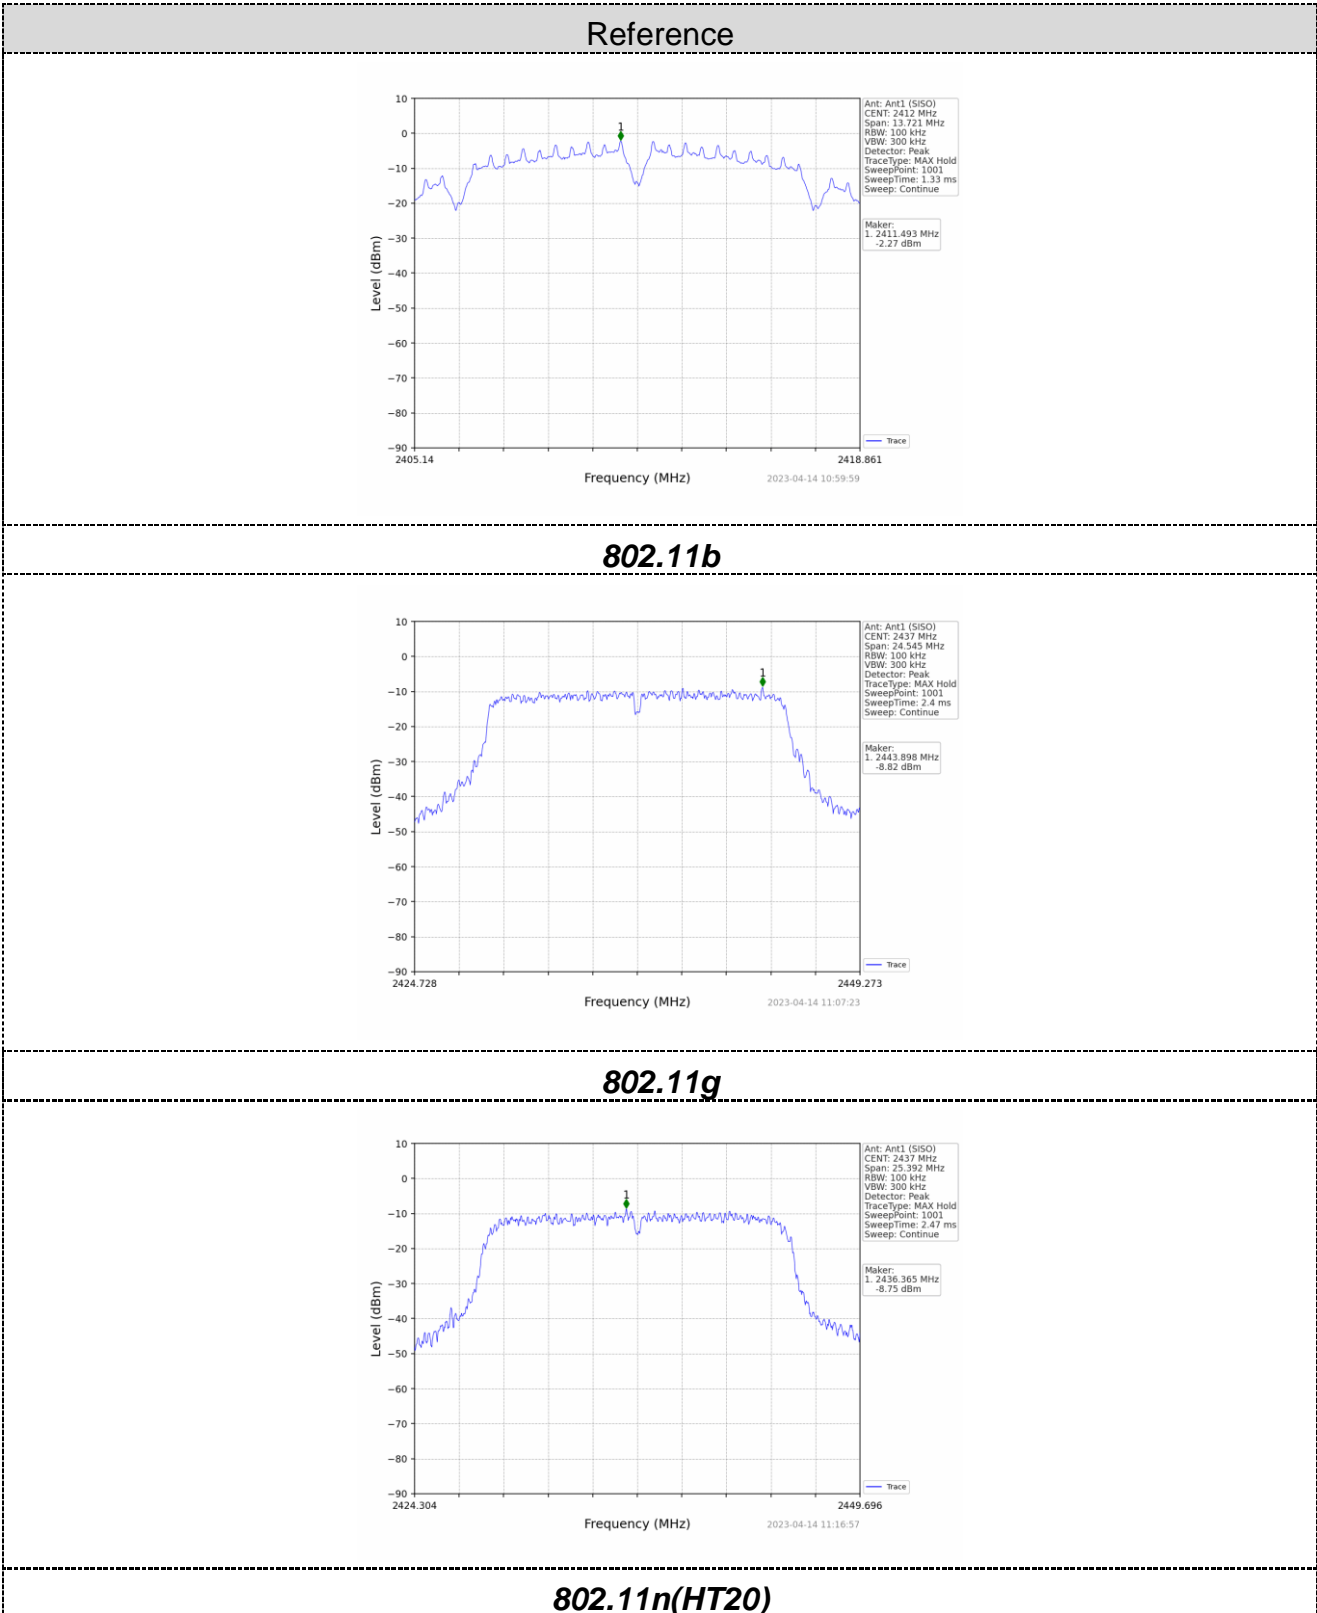 Reference
10
0
−10
−20
−30
−40
−50
−60
−70
−80
−90
Level (dBm)
1
Ant: Ant1 (SISO)
CENT: 2412 MHz
Span: 13.721 MHz
RBW: 100 kHz
VBW: 300 kHz
Detector: Peak
TraceType: MAX Hold
SweepPoint: 1001
SweepTime: 1.33 ms
Sweep: Continue
Maker:
1. 2411.493 MHz
-2.27 dBm
Trace
2405.14 2418.861
Frequency (MHz) 2023-04-14 10:59:59
802.11b
10
0
−10
−20
−30
−40
−50
−60
−70
−80
−90
Level (dBm)
1
Ant: Ant1 (SISO)
CENT: 2437 MHz
Span: 24.545 MHz
RBW: 100 kHz
VBW: 300 kHz
Detector: Peak
TraceType: MAX Hold
SweepPoint: 1001
SweepTime: 2.4 ms
Sweep: Continue
Maker:
1. 2443.898 MHz
-8.82 dBm
Trace
2424.728 2449.273
Frequency (MHz) 2023-04-14 11:07:23
802.11g
10
0
−10
−20
−30
−40
−50
−60
−70
−80
−90
Level (dBm)
1
Ant: Ant1 (SISO)
CENT: 2437 MHz
Span: 25.392 MHz
RBW: 100 kHz
VBW: 300 kHz
Detector: Peak
TraceType: MAX Hold
SweepPoint: 1001
SweepTime: 2.47 ms
Sweep: Continue
Maker:
1. 2436.365 MHz
-8.75 dBm
Trace
2424.304 2449.696
Frequency (MHz) 2023-04-14 11:16:57
802.11n(HT20)